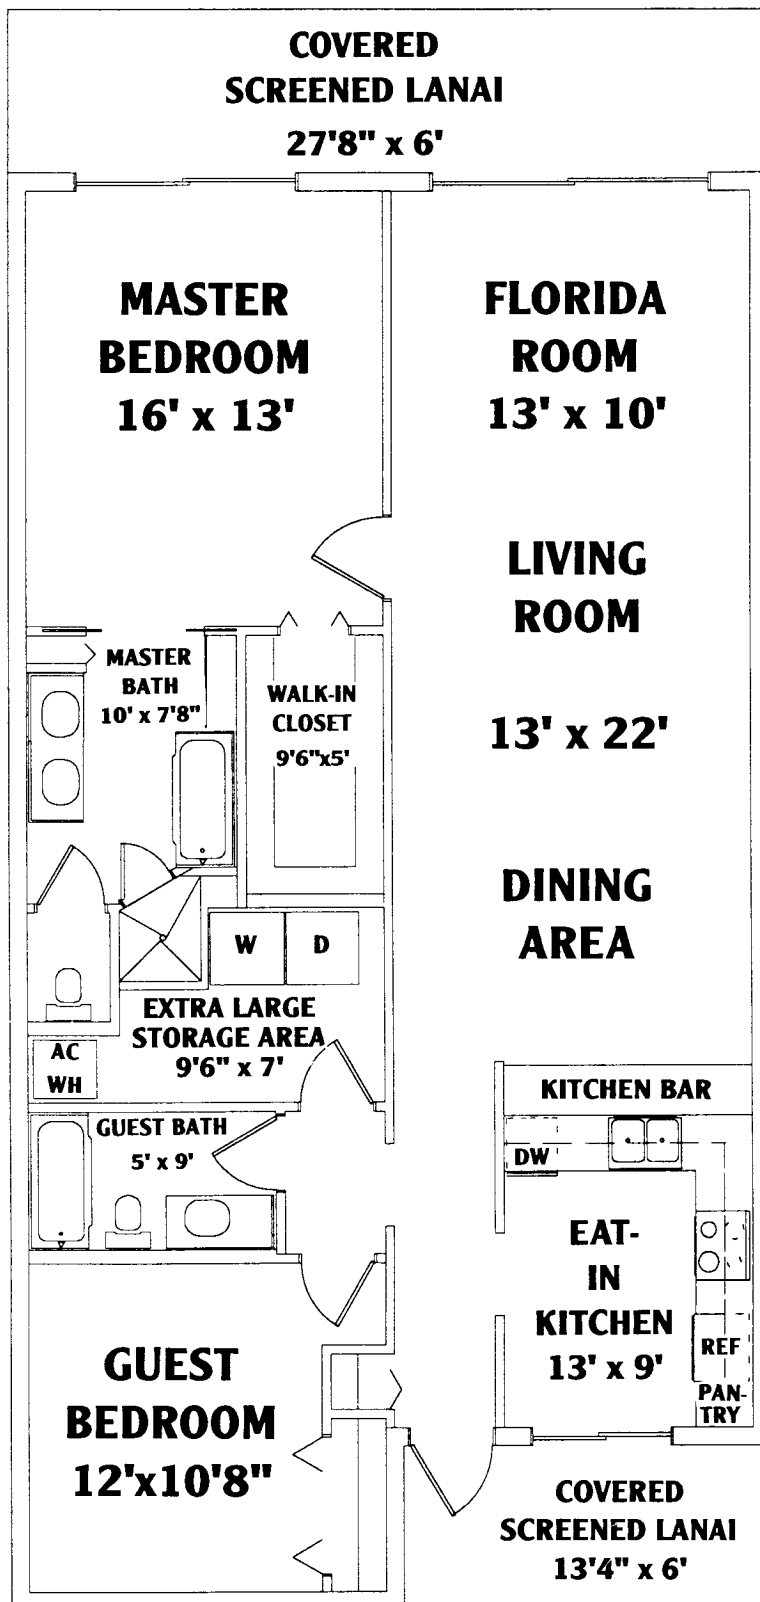 COVERED
SCREENED LANAI
27'8" x 6'
MASTER
BEDROOM
16' x 13'
FLORIDA
ROOM
13' x 10'
LIVING
ROOM
13' x 22'
MASTER
BATH
10' x 7'8"
WALK-IN
CLOSET
9'6"x5'
DINING
AREA
W
D
EXTRA LARGE
STORAGE AREA
9'6" x 7'
AC
WH
KITCHEN BAR
GUEST BATH
5' x 9'
DW
EAT-
IN
KITCHEN
13' x 9'
REF
PAN-
TRY
GUEST
BEDROOM
12'x10'8"
COVERED
SCREENED LANAI
13'4" x 6'